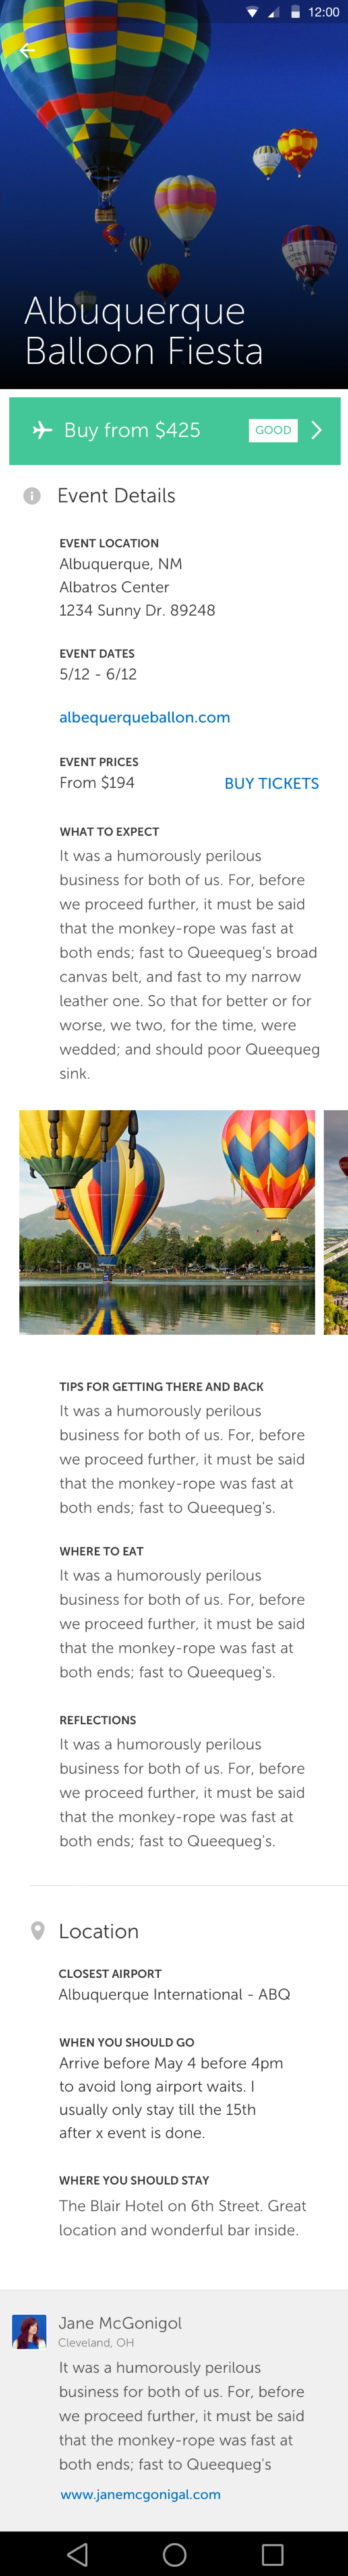 12:00
Albuquerque
Balloon Fiesta
Buy from $425
GOOD
Event Details
EVENT LOCATION
Albuquerque, NM
Albatros Center
1234 Sunny Dr. 89248
EVENT DATES
5/12 - 6/12
albequerqueballon.com
EVENT PRICES
From $194
BUY TICKETS
WHAT TO EXPECT
It was a humorously perilous
business for both of us. For, before
we proceed further, it must be said
that the monkey-rope was fast at
both ends; fast to Queequeg's broad
canvas belt, and fast to my narrow
leather one. So that for better or for
worse, we two, for the time, were
wedded; and should poor Queequeg
sink.
TIPS FOR GETTING THERE AND BACK
It was a humorously perilous
business for both of us. For, before
we proceed further, it must be said
that the monkey-rope was fast at
both ends; fast to Queequeg's.
WHERE TO EAT
It was a humorously perilous
business for both of us. For, before
we proceed further, it must be said
that the monkey-rope was fast at
both ends; fast to Queequeg's.
REFLECTIONS
It was a humorously perilous
business for both of us. For, before
we proceed further, it must be said
that the monkey-rope was fast at
both ends; fast to Queequeg's.
Location
CLOSEST AIRPORT
Albuquerque International - ABQ
WHEN YOU SHOULD GO
Arrive before May 4 before 4pm
to avoid long airport waits. I
usually only stay till the 15th
after x event is done.
WHERE YOU SHOULD STAY
The Blair Hotel on 6th Street. Great
location and wonderful bar inside.
Jane McGonigol
Cleveland, OH
It was a humorously perilous
business for both of us. For, before
we proceed further, it must be said
that the monkey-rope was fast at
both ends; fast to Queequeg's
www.janemcgonigal.com